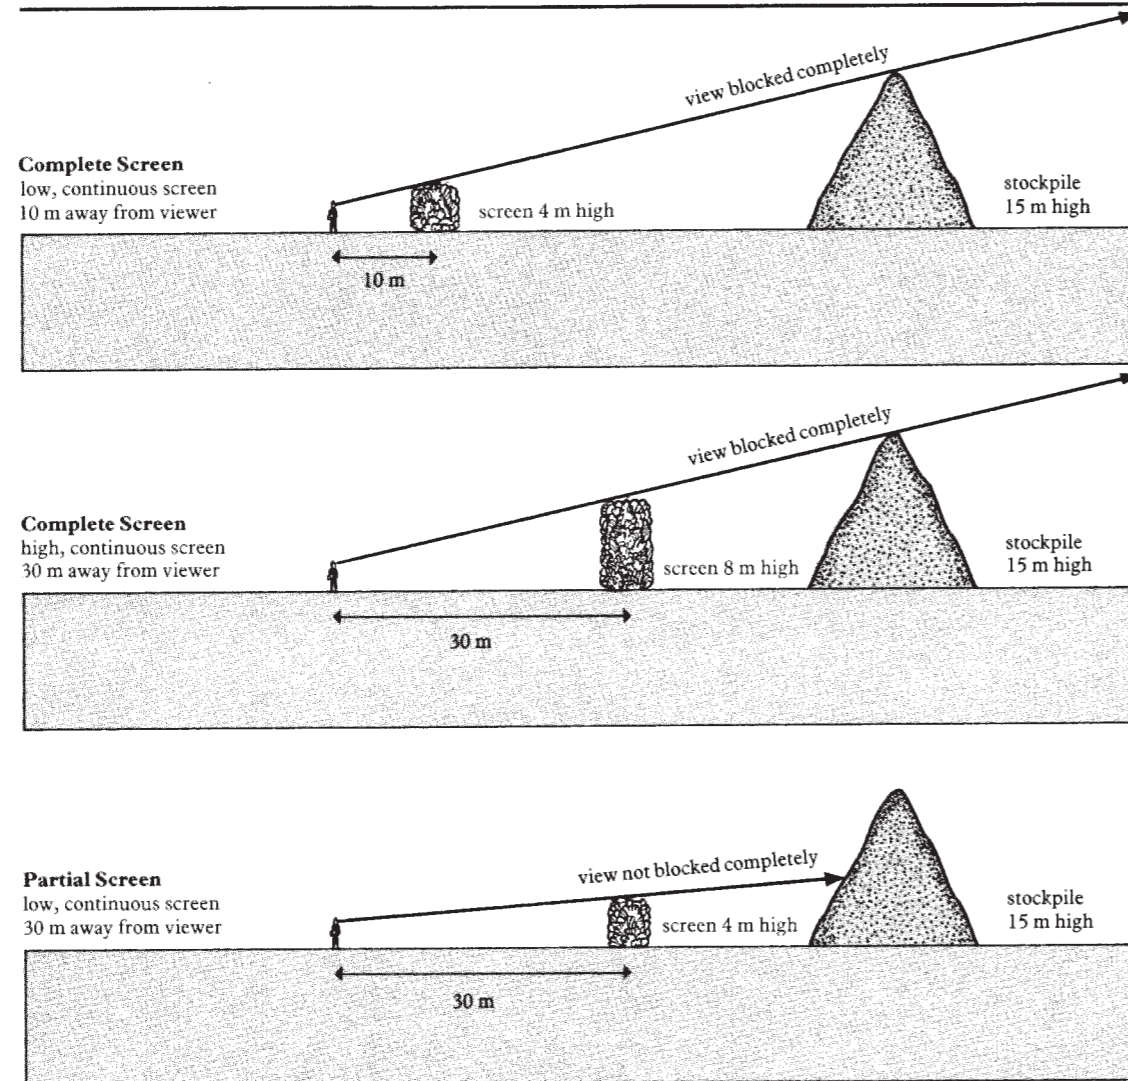 view blocked completely
Complete Screen
low, continuous screen
10 m away from viewer
screen 4 m high
stockpile
15 m high
10 m
view blocked completely
Complete Screen
high, continuous screen
30 m away from viewer
screen 8 m high
stockpile
15 m high
30 m
view not blocked completely
Partial Screen
low, continuous screen
30 m away from viewer
screen 4 m high
stockpile
15 m high
30 m